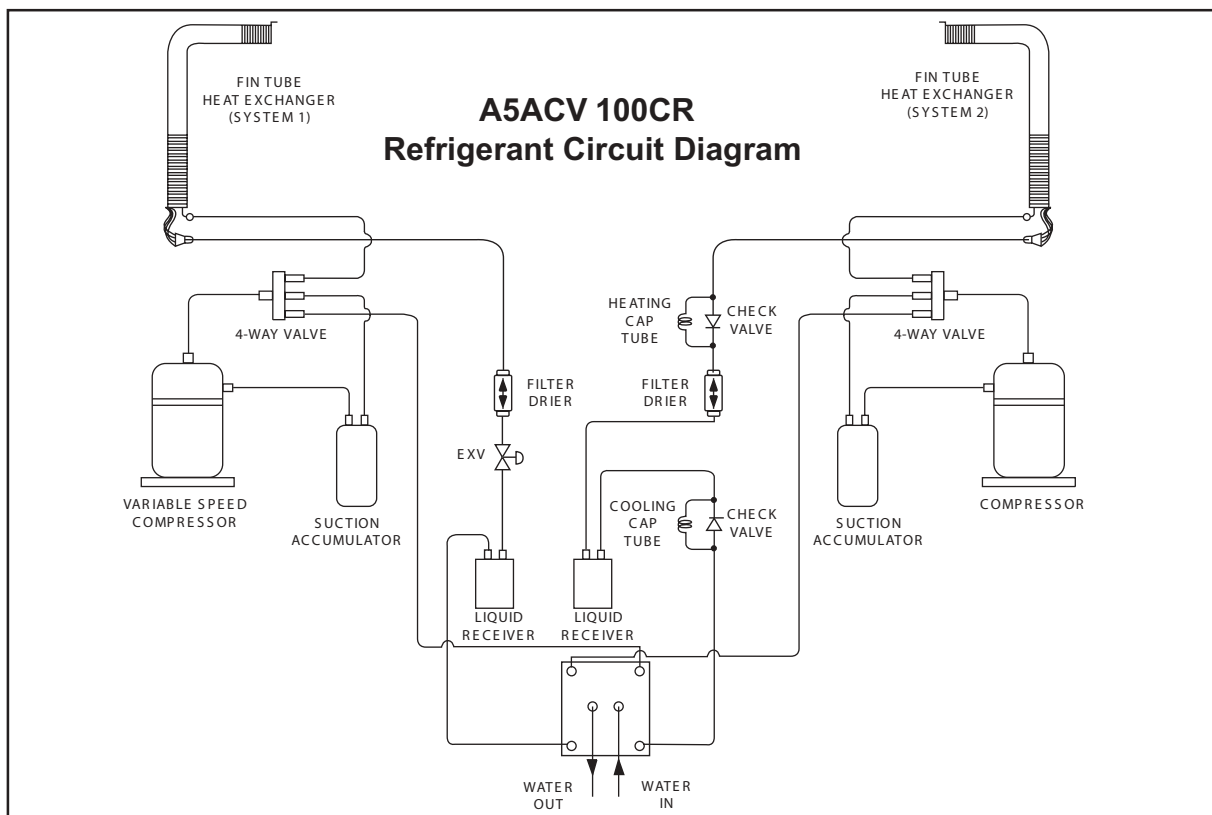 FIN TUBE
HEAT EXCHANGER
(SYSTEM 1)
FIN TUBE
HEAT EXCHANGER
(SYSTEM 2)
A5ACV 100CR
Refrigerant Circuit Diagram
4-WAY VALVE
HEATING
CAP
TUBE
CHECK
VALVE
4-WAY VALVE
FILTER
DRIER
FILTER
DRIER
EXV
VARIABLE SPEED
COMPRESSOR
SUCTION
ACCUMULATOR
COOLING
CAP
TUBE
CHECK
VALVE
SUCTION
ACCUMULATOR
COMPRESSOR
LIQUID
RECEIVER
LIQUID
RECEIVER
WATER
OUT
WATER
IN